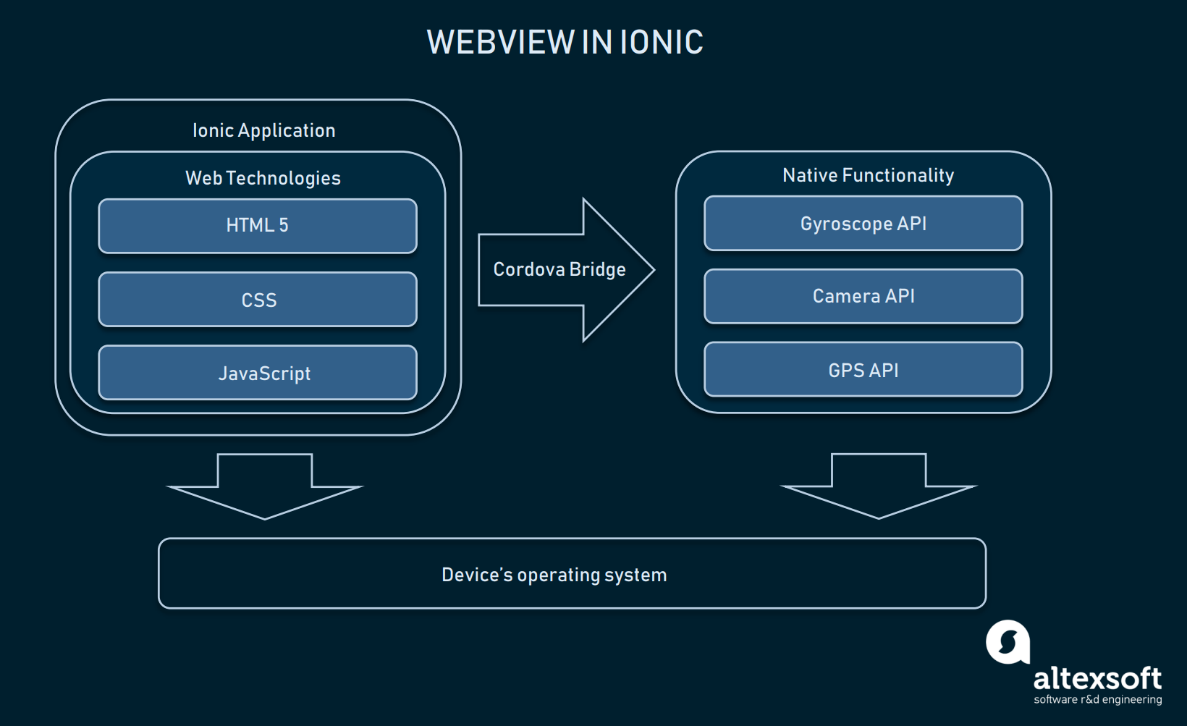 WEBVIEW IN IONIC
Ionic Application
Web Technologies
HTML 5
CSS
JavaScript
Cordova Bridge
Native Functionality
Gyroscope API
Camera API
GPS API
Device’s operating system
altexsoft
software r&d engineering